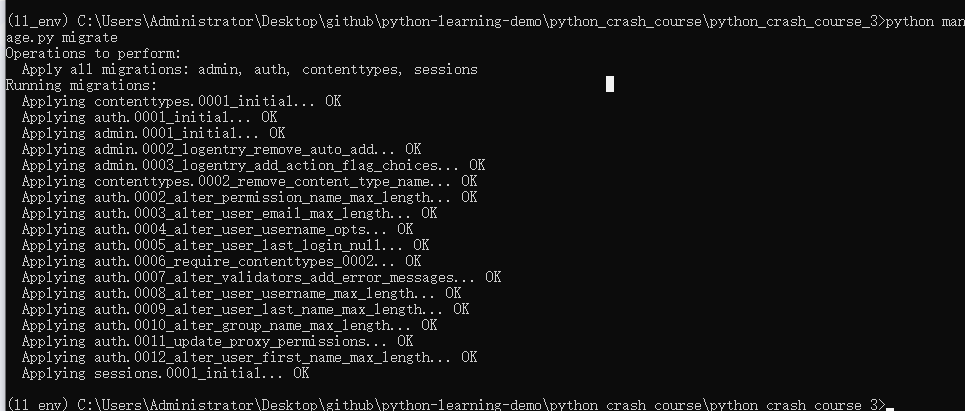 (11_env) C:\Users\Administrator\Desktop\github\python-learning-demo\python_crash_course\python_crash_course_3>python man
age.py migrate
Operations to perform:
  Apply all migrations: admin, auth, contenttypes, sessions
Running migrations:
  Applying contenttypes.0001_initial... OK
  Applying auth.0001_initial... OK
  Applying admin.0001_initial... OK
  Applying admin.0002_logentry_remove_auto_add... OK
  Applying admin.0003_logentry_add_action_flag_choices... OK
  Applying contenttypes.0002_remove_content_type_name... OK
  Applying auth.0002_alter_permission_name_max_length... OK
  Applying auth.0003_alter_user_email_max_length... OK
  Applying auth.0004_alter_user_username_opts... OK
  Applying auth.0005_alter_user_last_login_null... OK
  Applying auth.0006_require_contenttypes_0002... OK
  Applying auth.0007_alter_validators_add_error_messages... OK
  Applying auth.0008_alter_user_username_max_length... OK
  Applying auth.0009_alter_user_last_name_max_length... OK
  Applying auth.0010_alter_group_name_max_length... OK
  Applying auth.0011_update_proxy_permissions... OK
  Applying auth.0012_alter_user_first_name_max_length... OK
  Applying sessions.0001_initial... OK
(11_env) C:\Users\Administrator\Desktop\github\python-learning-demo\python_crash_course\python_crash_course_3>